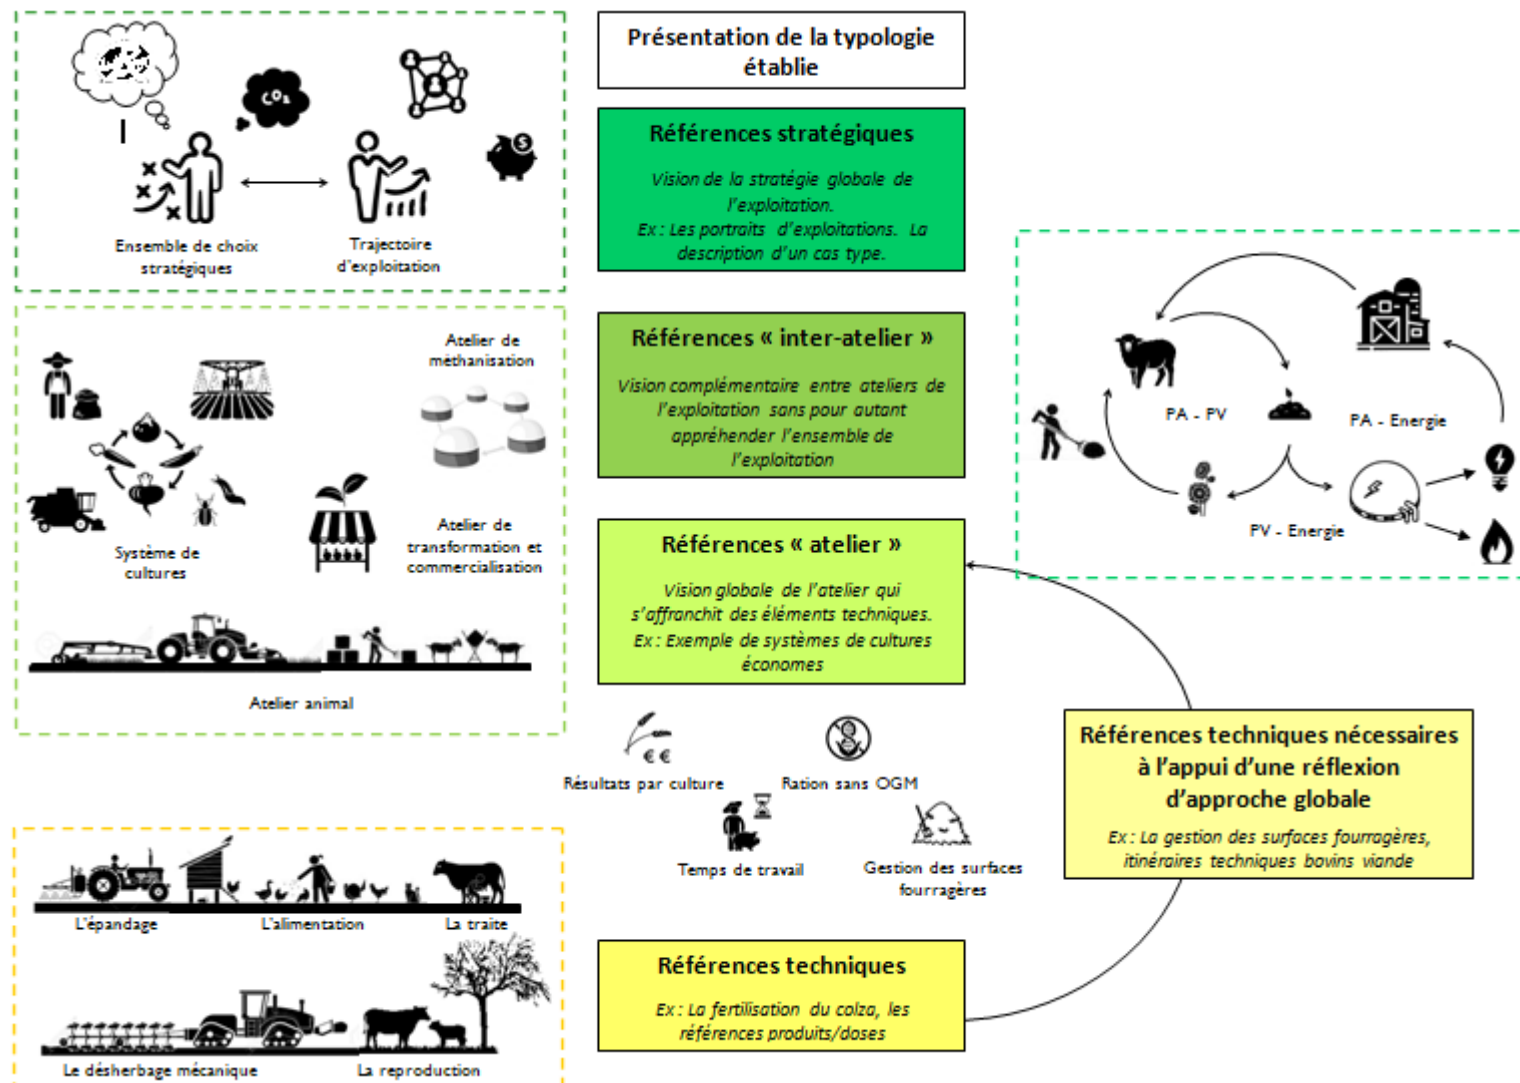 Présentation de la typologie
établie
CO₂
$
Ensemble de choix
stratégiques
Trajectoire
d'exploitation
Références stratégiques
Vision de la stratégie globale de
l'exploitation.
Ex : Les portraits d'exploitations. La
description d'un cas type.
Atelier de
méthanisation
Système de
cultures
Atelier de
transformation et
commercialisation
Atelier animal
Références « inter-atelier »
Vision complémentaire entre ateliers de
l'exploitation sans pour autant
appréhender l'ensemble de
l'exploitation
PA - PV
PA - Energie
PV - Energie
Références « atelier »
Vision globale de l'atelier qui
s'affranchit des éléments techniques.
Ex : Exemple de systèmes de cultures
économes
€ €
Résultats par culture
Ration sans OGM
Temps de travail
Gestion des surfaces
fourragères
Références techniques nécessaires
à l'appui d'une réflexion
d'approche globale
Ex : La gestion des surfaces fourragères,
itinéraires techniques bovins viande
L'épandage
L'alimentation
La traite
Le désherbage mécanique
La reproduction
Références techniques
Ex : La fertilisation du colza, les
références produits/doses